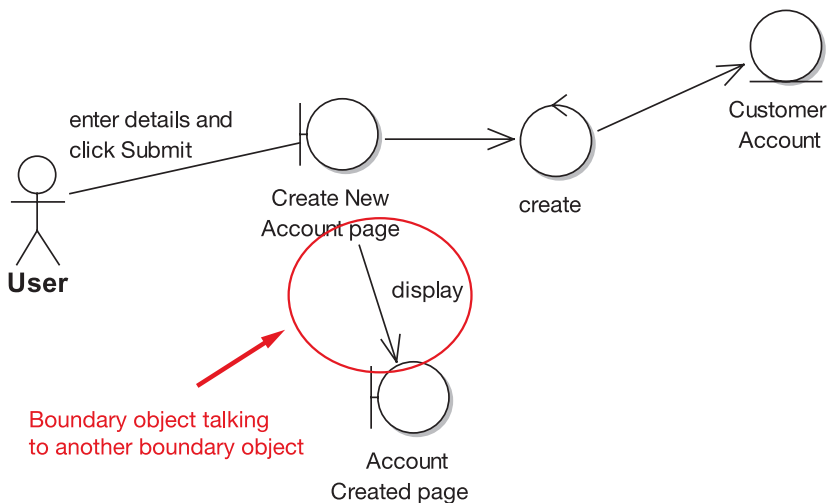 enter details and
click Submit
User
Create New
Account page
create
Customer
Account
display
Boundary object talking
to another boundary object
Account
Created page